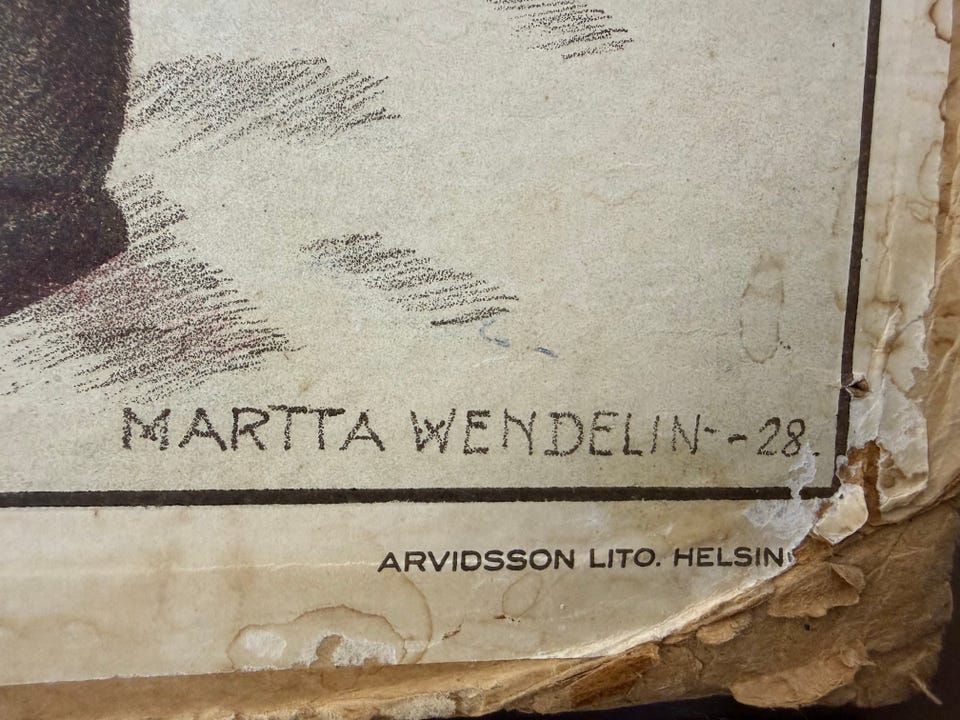 MARTTA WENDELIN - 28.
ARVIDSSON LITO. HELSIN